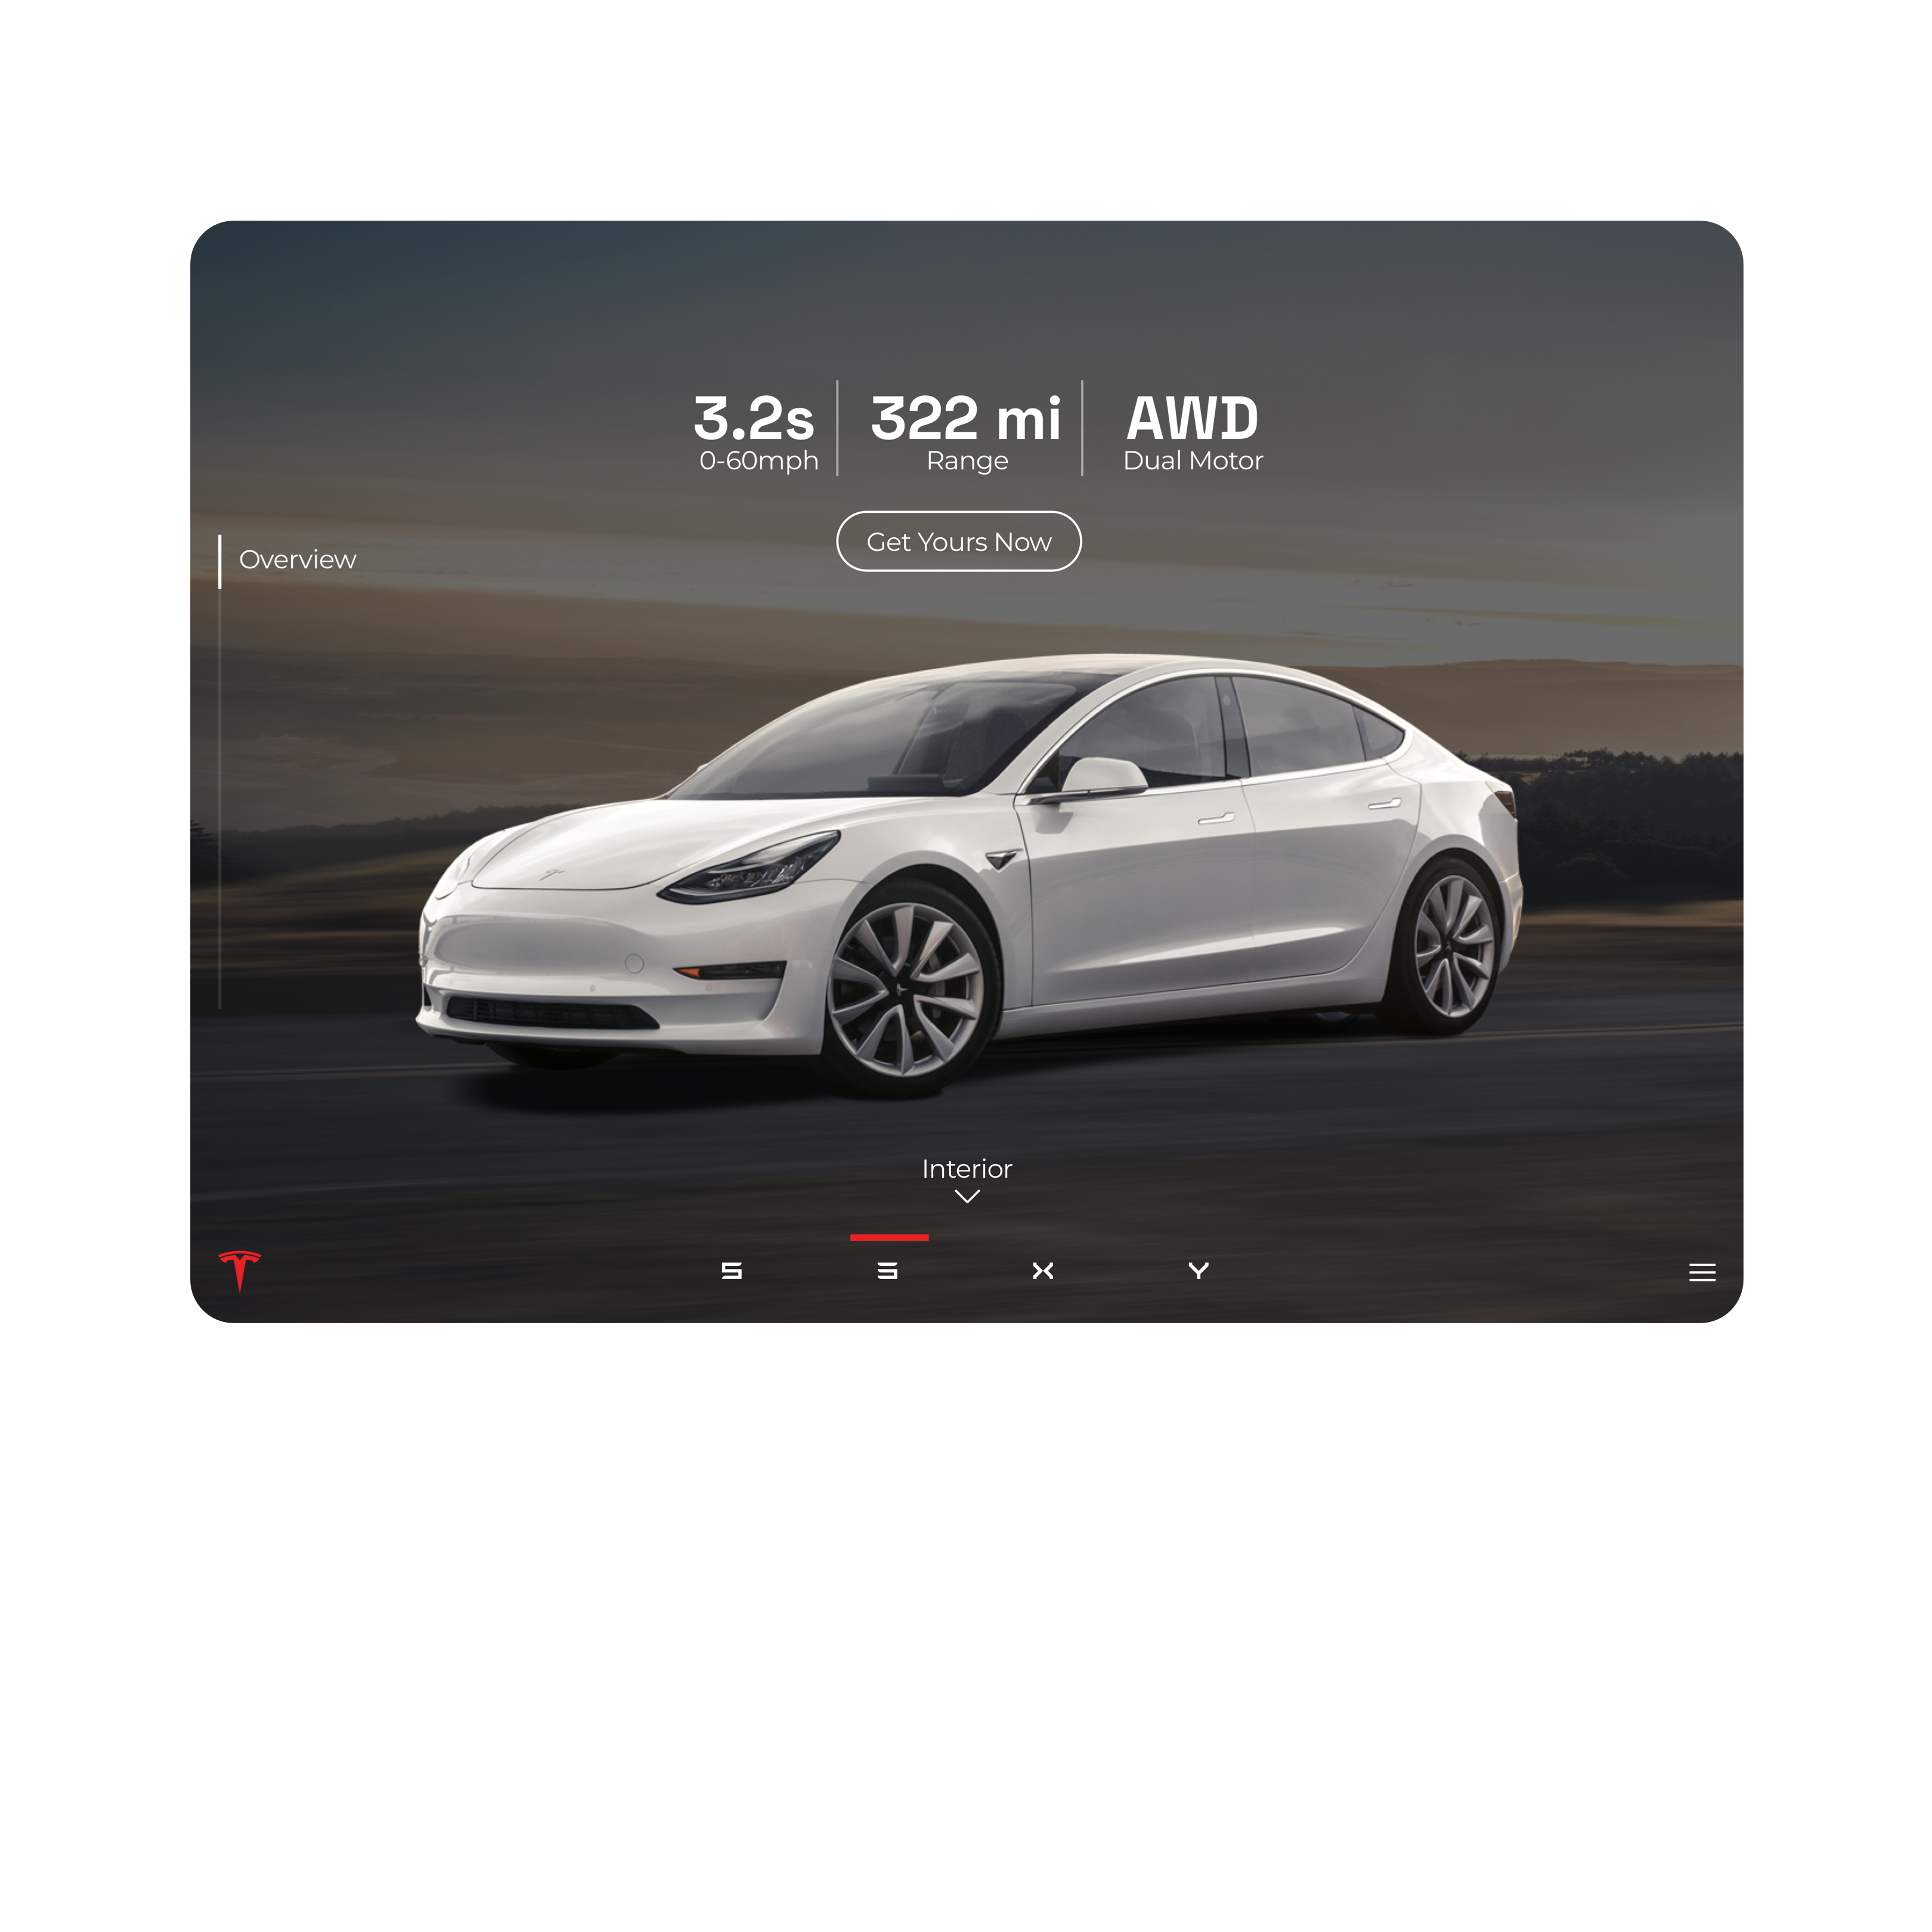 3.2s 322 mi AWD
0-60mph Range Dual Motor
Get Yours Now
Overview
Interior
S 3 X Y